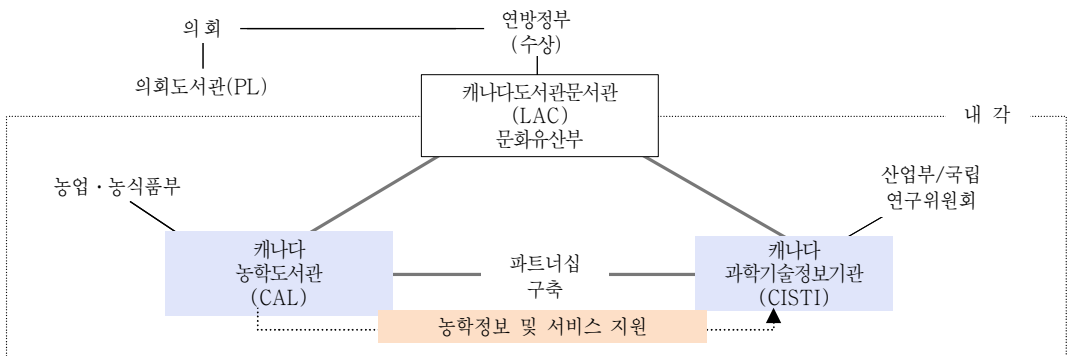 의회
연방정부
(수상)
의회도서관(PL)
캐나다도서관문서관
(LAC)
문화유산부
내 각
농업 · 농식품부
산업부/국립
연구위원회
캐나다
농학도서관
(CAL)
파트너십
구축
캐나다
과학기술정보기관
(CISTI)
농학정보 및 서비스 지원